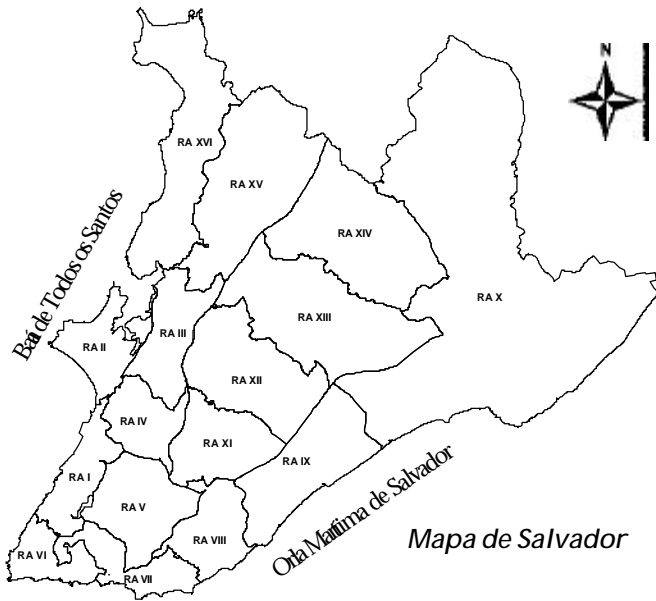 N
RA XVI
RA XV
RA XIV
RA X
Baía de Todos os Santos
RA XIII
RA III
RA II
RA XII
RA IV
RA XI
RA IX
RA I
RA V
RA VIII
Orla Marítima de Salvador
Mapa de Salvador
RA VI
RA VII